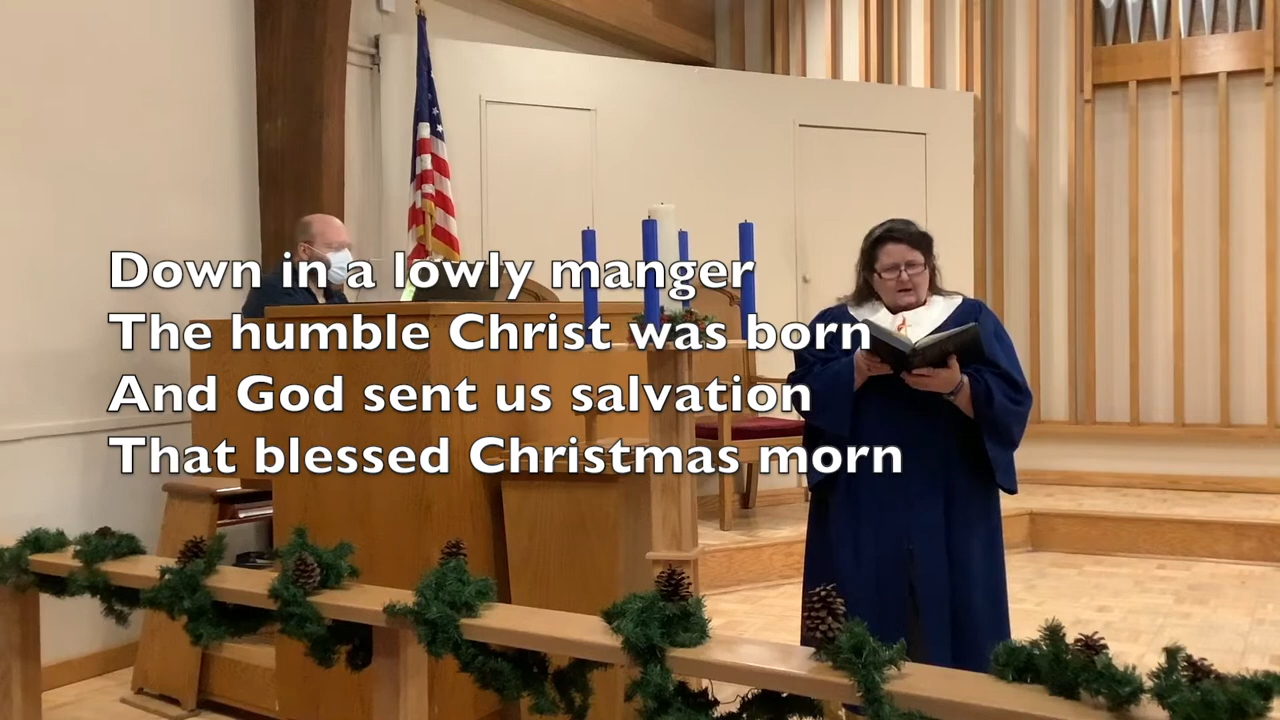 Down in a lowly manger
The humble Christ was born
And God sent us salvation
That blessed Christmas morn